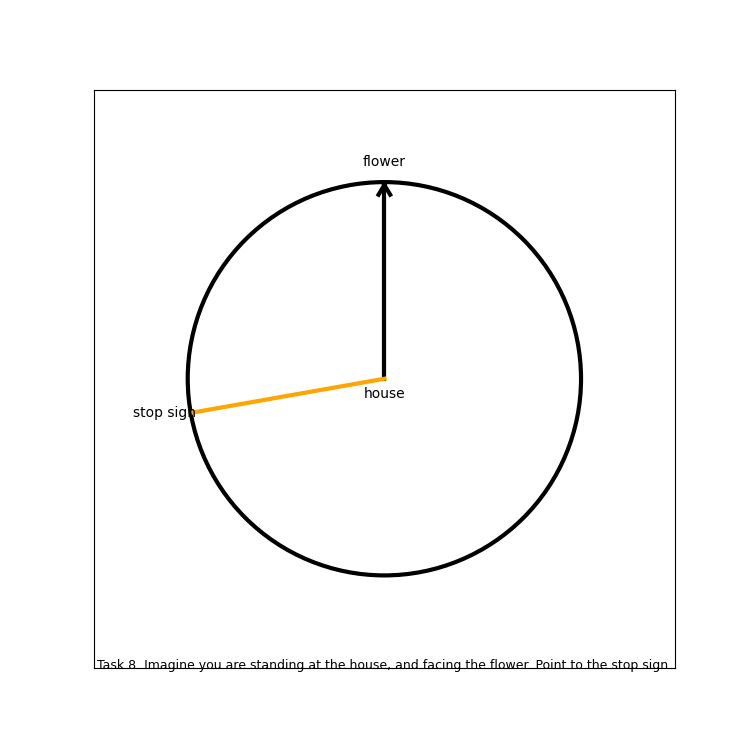 flower
house
stop sign
Task 8. Imagine you are standing at the house, and facing the flower. Point to the stop sign.